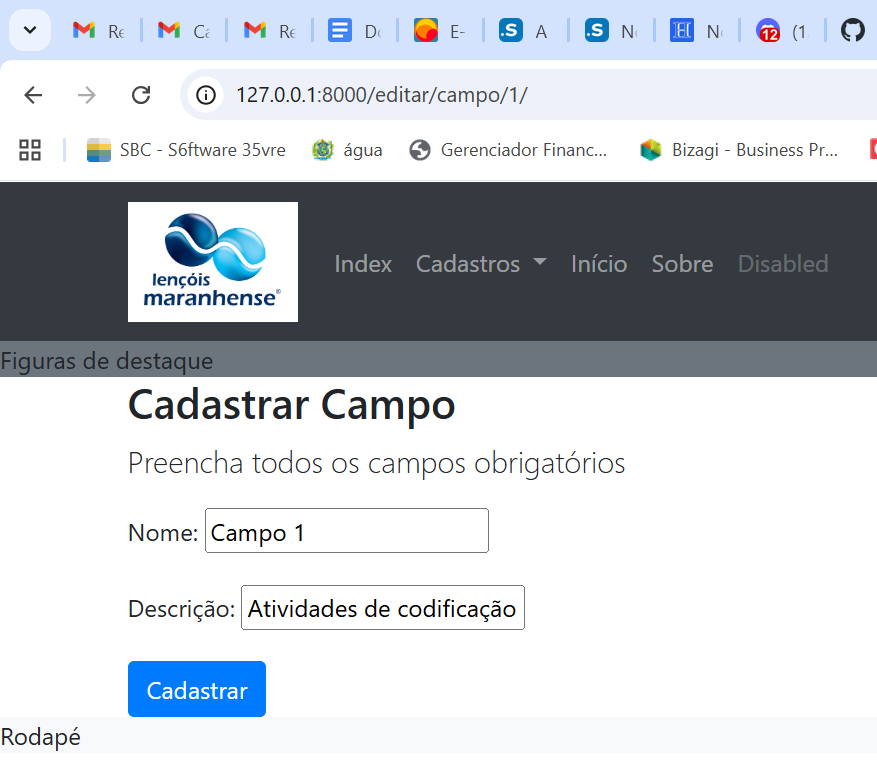 Re
Ca
Re
Do
E-
A
No
No
12
(1
127.0.0.1:8000/editar/campo/1/
SBC - S6ftware 35vre
água
Gerenciador Financ...
Bizagi - Business Pr...
lençóis
maranhense®
Index
Cadastros
Início
Sobre
Disabled
Figuras de destaque
Cadastrar Campo
Preencha todos os campos obrigatórios
Nome: Campo 1
Descrição: Atividades de codificação
Cadastrar
Rodapé